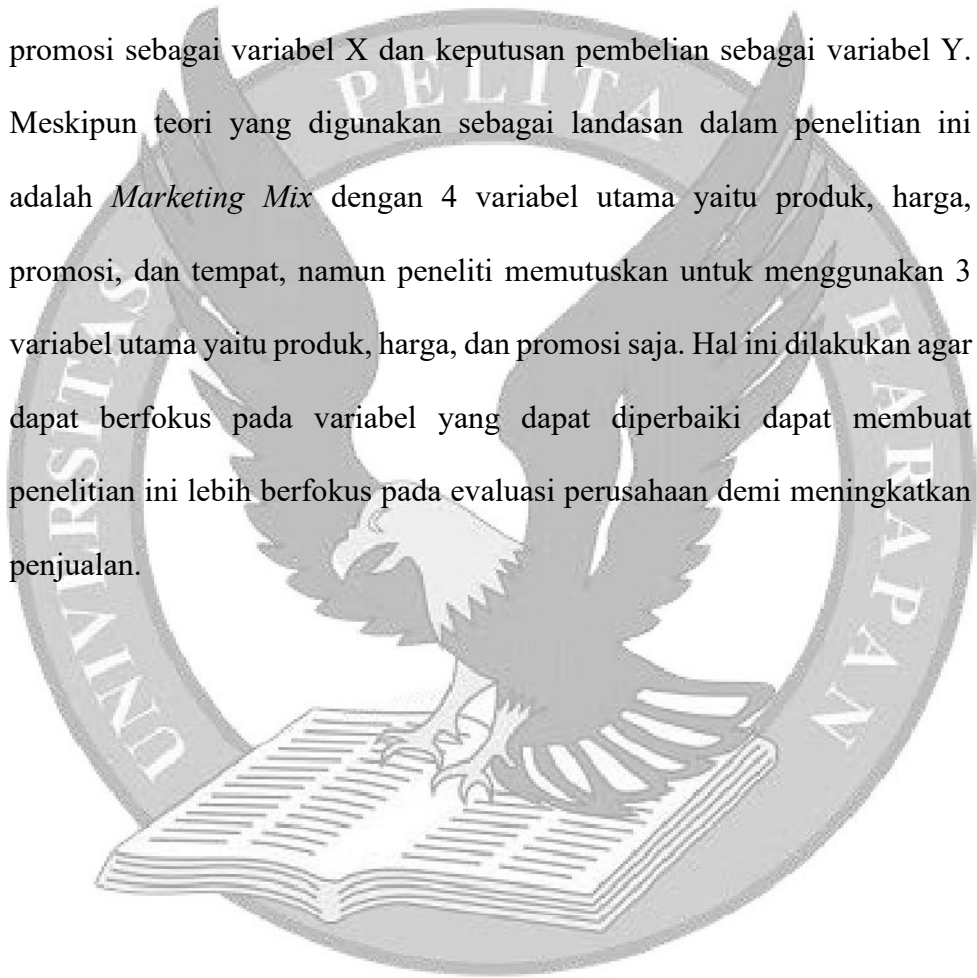 promosi sebagai variabel X dan keputusan pembelian sebagai variabel Y.
Meskipun teori yang digunakan sebagai landasan dalam penelitian ini
adalah Marketing Mix dengan 4 variabel utama yaitu produk, harga,
promosi, dan tempat, namun peneliti memutuskan untuk menggunakan 3
variabel utama yaitu produk, harga, dan promosi saja. Hal ini dilakukan agar
dapat berfokus pada variabel yang dapat diperbaiki dapat membuat
penelitian ini lebih berfokus pada evaluasi perusahaan demi meningkatkan
penjualan.
UNIVERSITAS PELITA HARAPAN